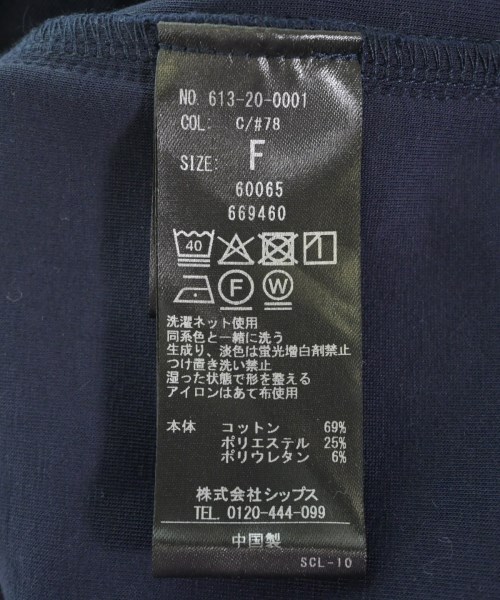 NO. 613-20-0001
COL: C/#78
SIZE: F
60065
669460
40
F W
洗濯ネット使用
同系色と一緒に洗う
生成り、淡色は蛍光増白剤禁止
つけ置き洗い禁止
湿った状態で形を整える
アイロンはあて布使用
本体 コットン 69%
ポリエステル 25%
ポリウレタン 6%
株式会社シップス
TEL. 0120-444-099
中国製
SCL-10